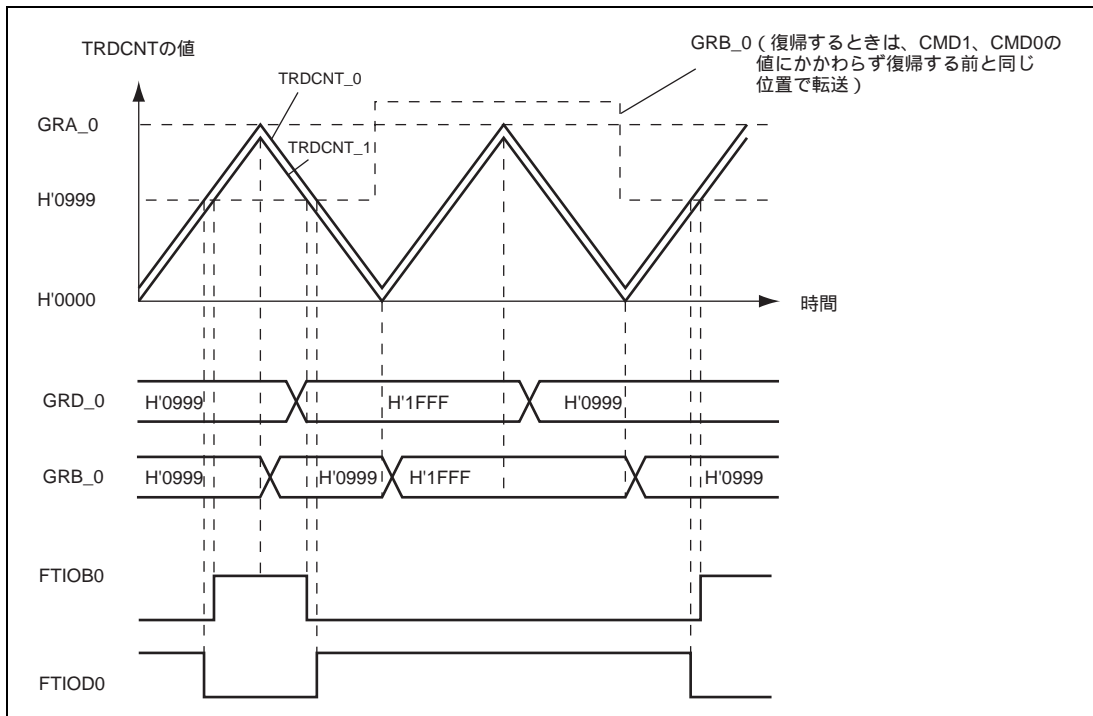 TRDCNTの値
GRB_0（復帰するときは、CMD1、CMD0の
値にかかわらず復帰する前と同じ
位置で転送）
TRDCNT_0
GRA_0
TRDCNT_1
H'0999
H'0000
時間
GRD_0
H'0999
H'1FFF
H'0999
GRB_0
H'0999
H'0999
H'1FFF
H'0999
FTIOB0
FTIOD0